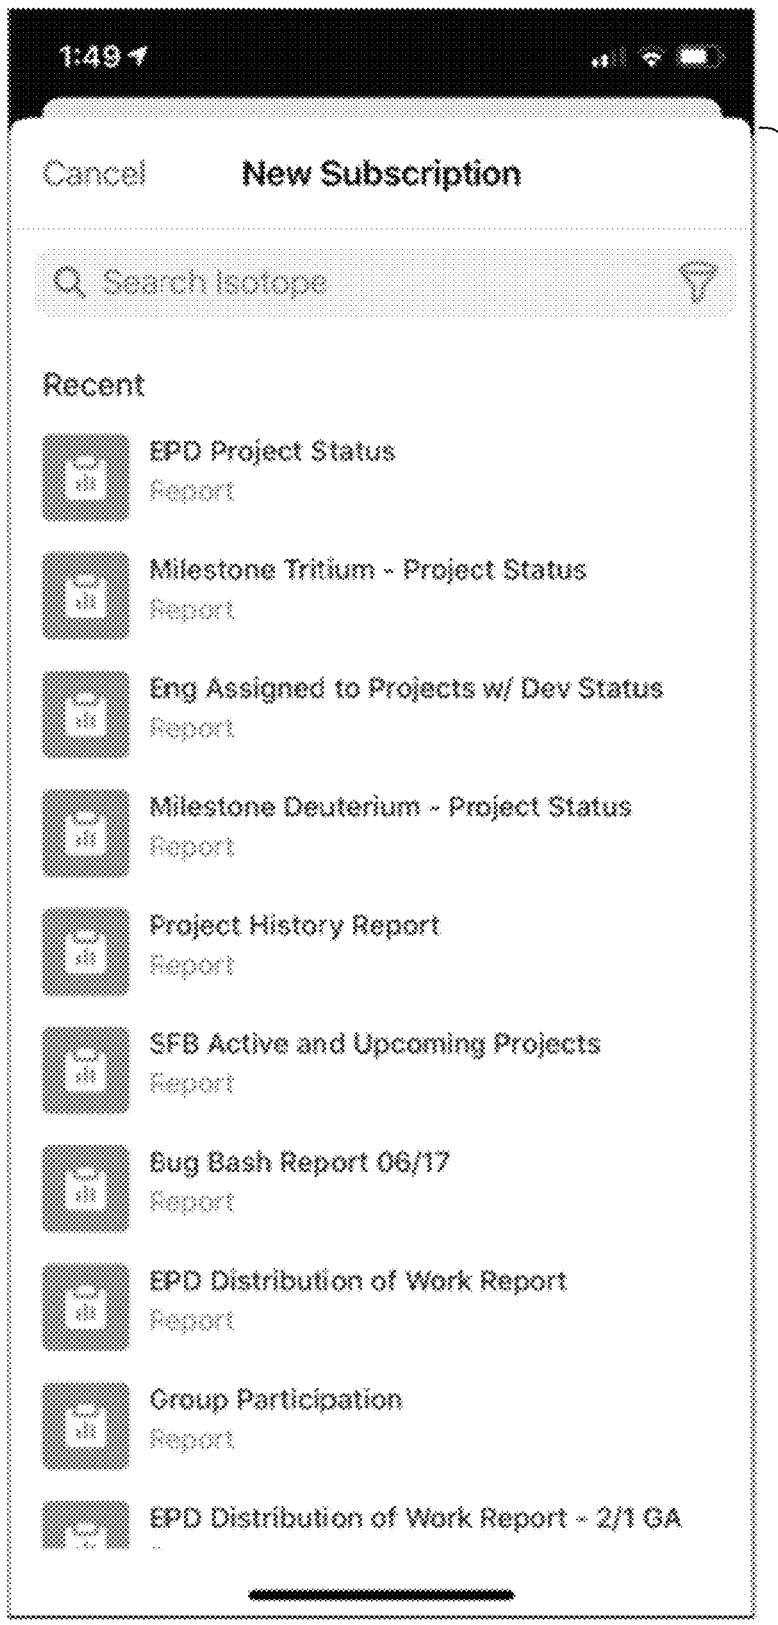 1:49
Cancel New Subscription
Search Isotope
Recent
EPD Project Status
Report
Milestone Tritium - Project Status
Report
Eng Assigned to Projects w/ Dev Status
Report
Milestone Deuterium - Project Status
Report
Project History Report
Report
SFB Active and Upcoming Projects
Report
Bug Bash Report 06/17
Report
EPD Distribution of Work Report
Report
Group Participation
Report
EPD Distribution of Work Report - 2/1 GA